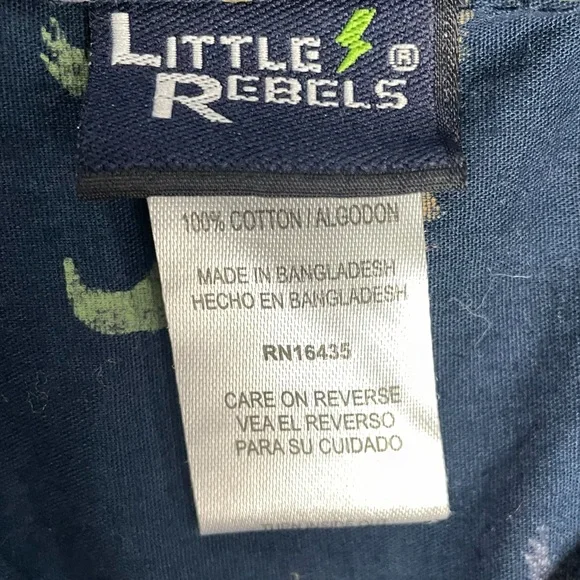 LITTLE ®
REBELS
100% COTTON / ALGODON
MADE IN BANGLADESH
HECHO EN BANGLADESH
RN16435
CARE ON REVERSE
VEA EL REVERSO
PARA SU CUIDADO